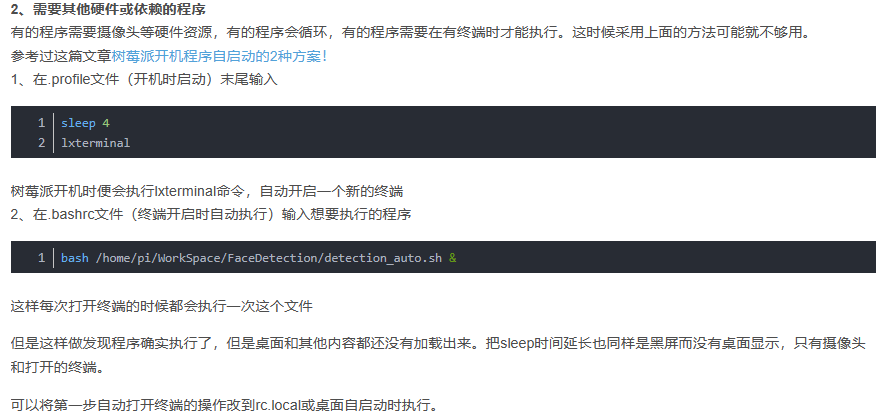 2、需要其他硬件或依赖的程序
有的程序需要摄像头等硬件资源，有的程序会循环，有的程序需要在有终端时才能执行。这时候采用上面的方法可能就不够用。
参考过这篇文章树莓派开机程序自启动的2种方案！
1、在.profile文件（开机时启动）末尾输入
1 sleep 4
2 lxterminal
树莓派开机时便会执行lxterminal命令，自动开启一个新的终端
2、在.bashrc文件（终端开启时自动执行）输入想要执行的程序
1 bash /home/pi/WorkSpace/FaceDetection/detection_auto.sh &
这样每次打开终端的时候都会执行一次这个文件
但是这样做发现程序确实执行了，但是桌面和其他内容都还没有加载出来。把sleep时间延长也同样是黑屏而没有桌面显示，只有摄像头
和打开的终端。
可以将第一步自动打开终端的操作改到rc.local或桌面自启动时执行。